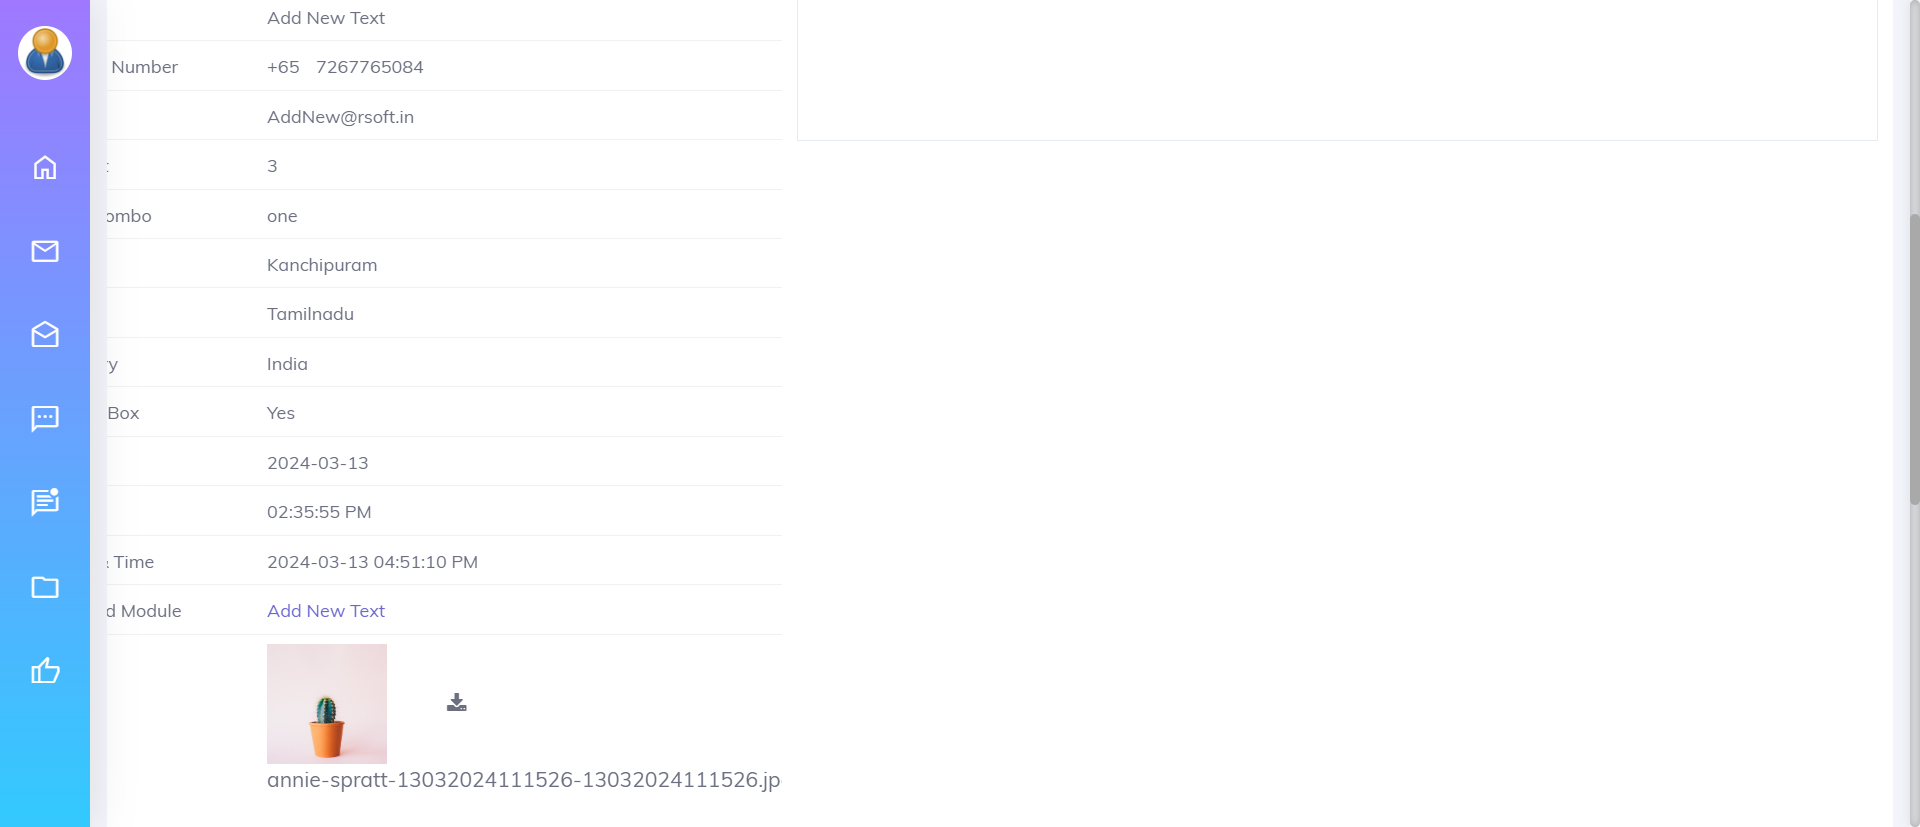 Add New Text
Number +65 7267765084
AddNew@rsoft.in
3
ombo one
Kanchipuram
Tamilnadu
India
Box Yes
2024-03-13
02:35:55 PM
Time 2024-03-13 04:51:10 PM
d Module Add New Text
annie-spratt-13032024111526-13032024111526.jp